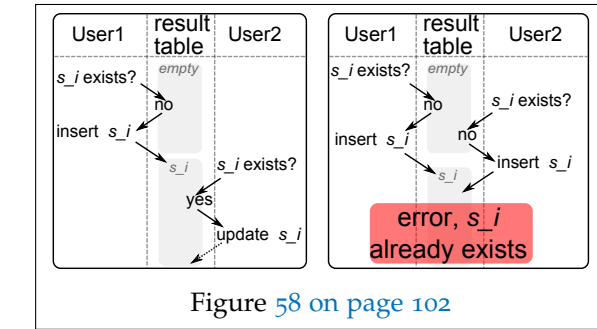 User1
result
table
User2
empty
s_i exists?
no
insert s_i
s_i
s_i exists?
yes
update s_i
User1
result
table
User2
empty
s_i exists?
no
s_i exists?
no
insert s_i
insert s_i
s_i
error, s_i
already exists
Figure 58 on page 102